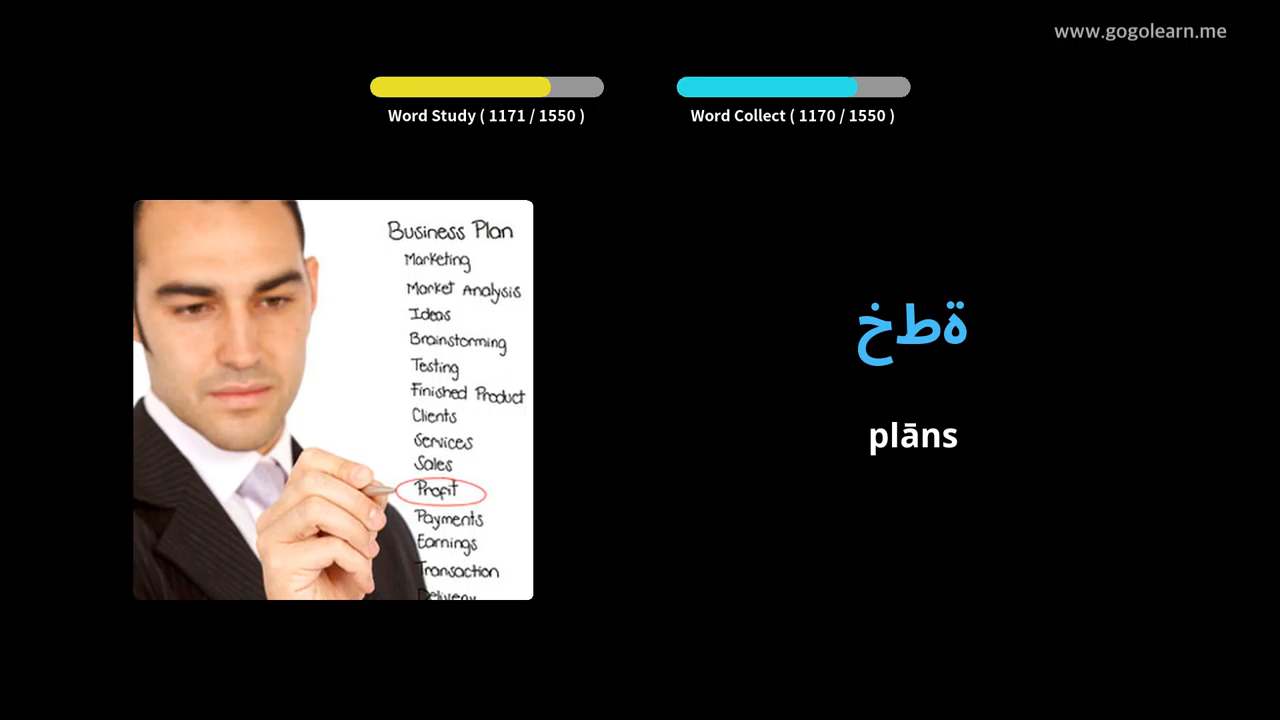 www.gogolearn.me
Word Study ( 1171 / 1550 )
Word Collect ( 1170 / 1550 )
Business Plan
Marketing
Market Analysis
Ideas
Brainstorming
Testing
Finished Product
Clients
Services
Sales
Profit
Payments
Earnings
Transaction
Delivery
خطة
plāns